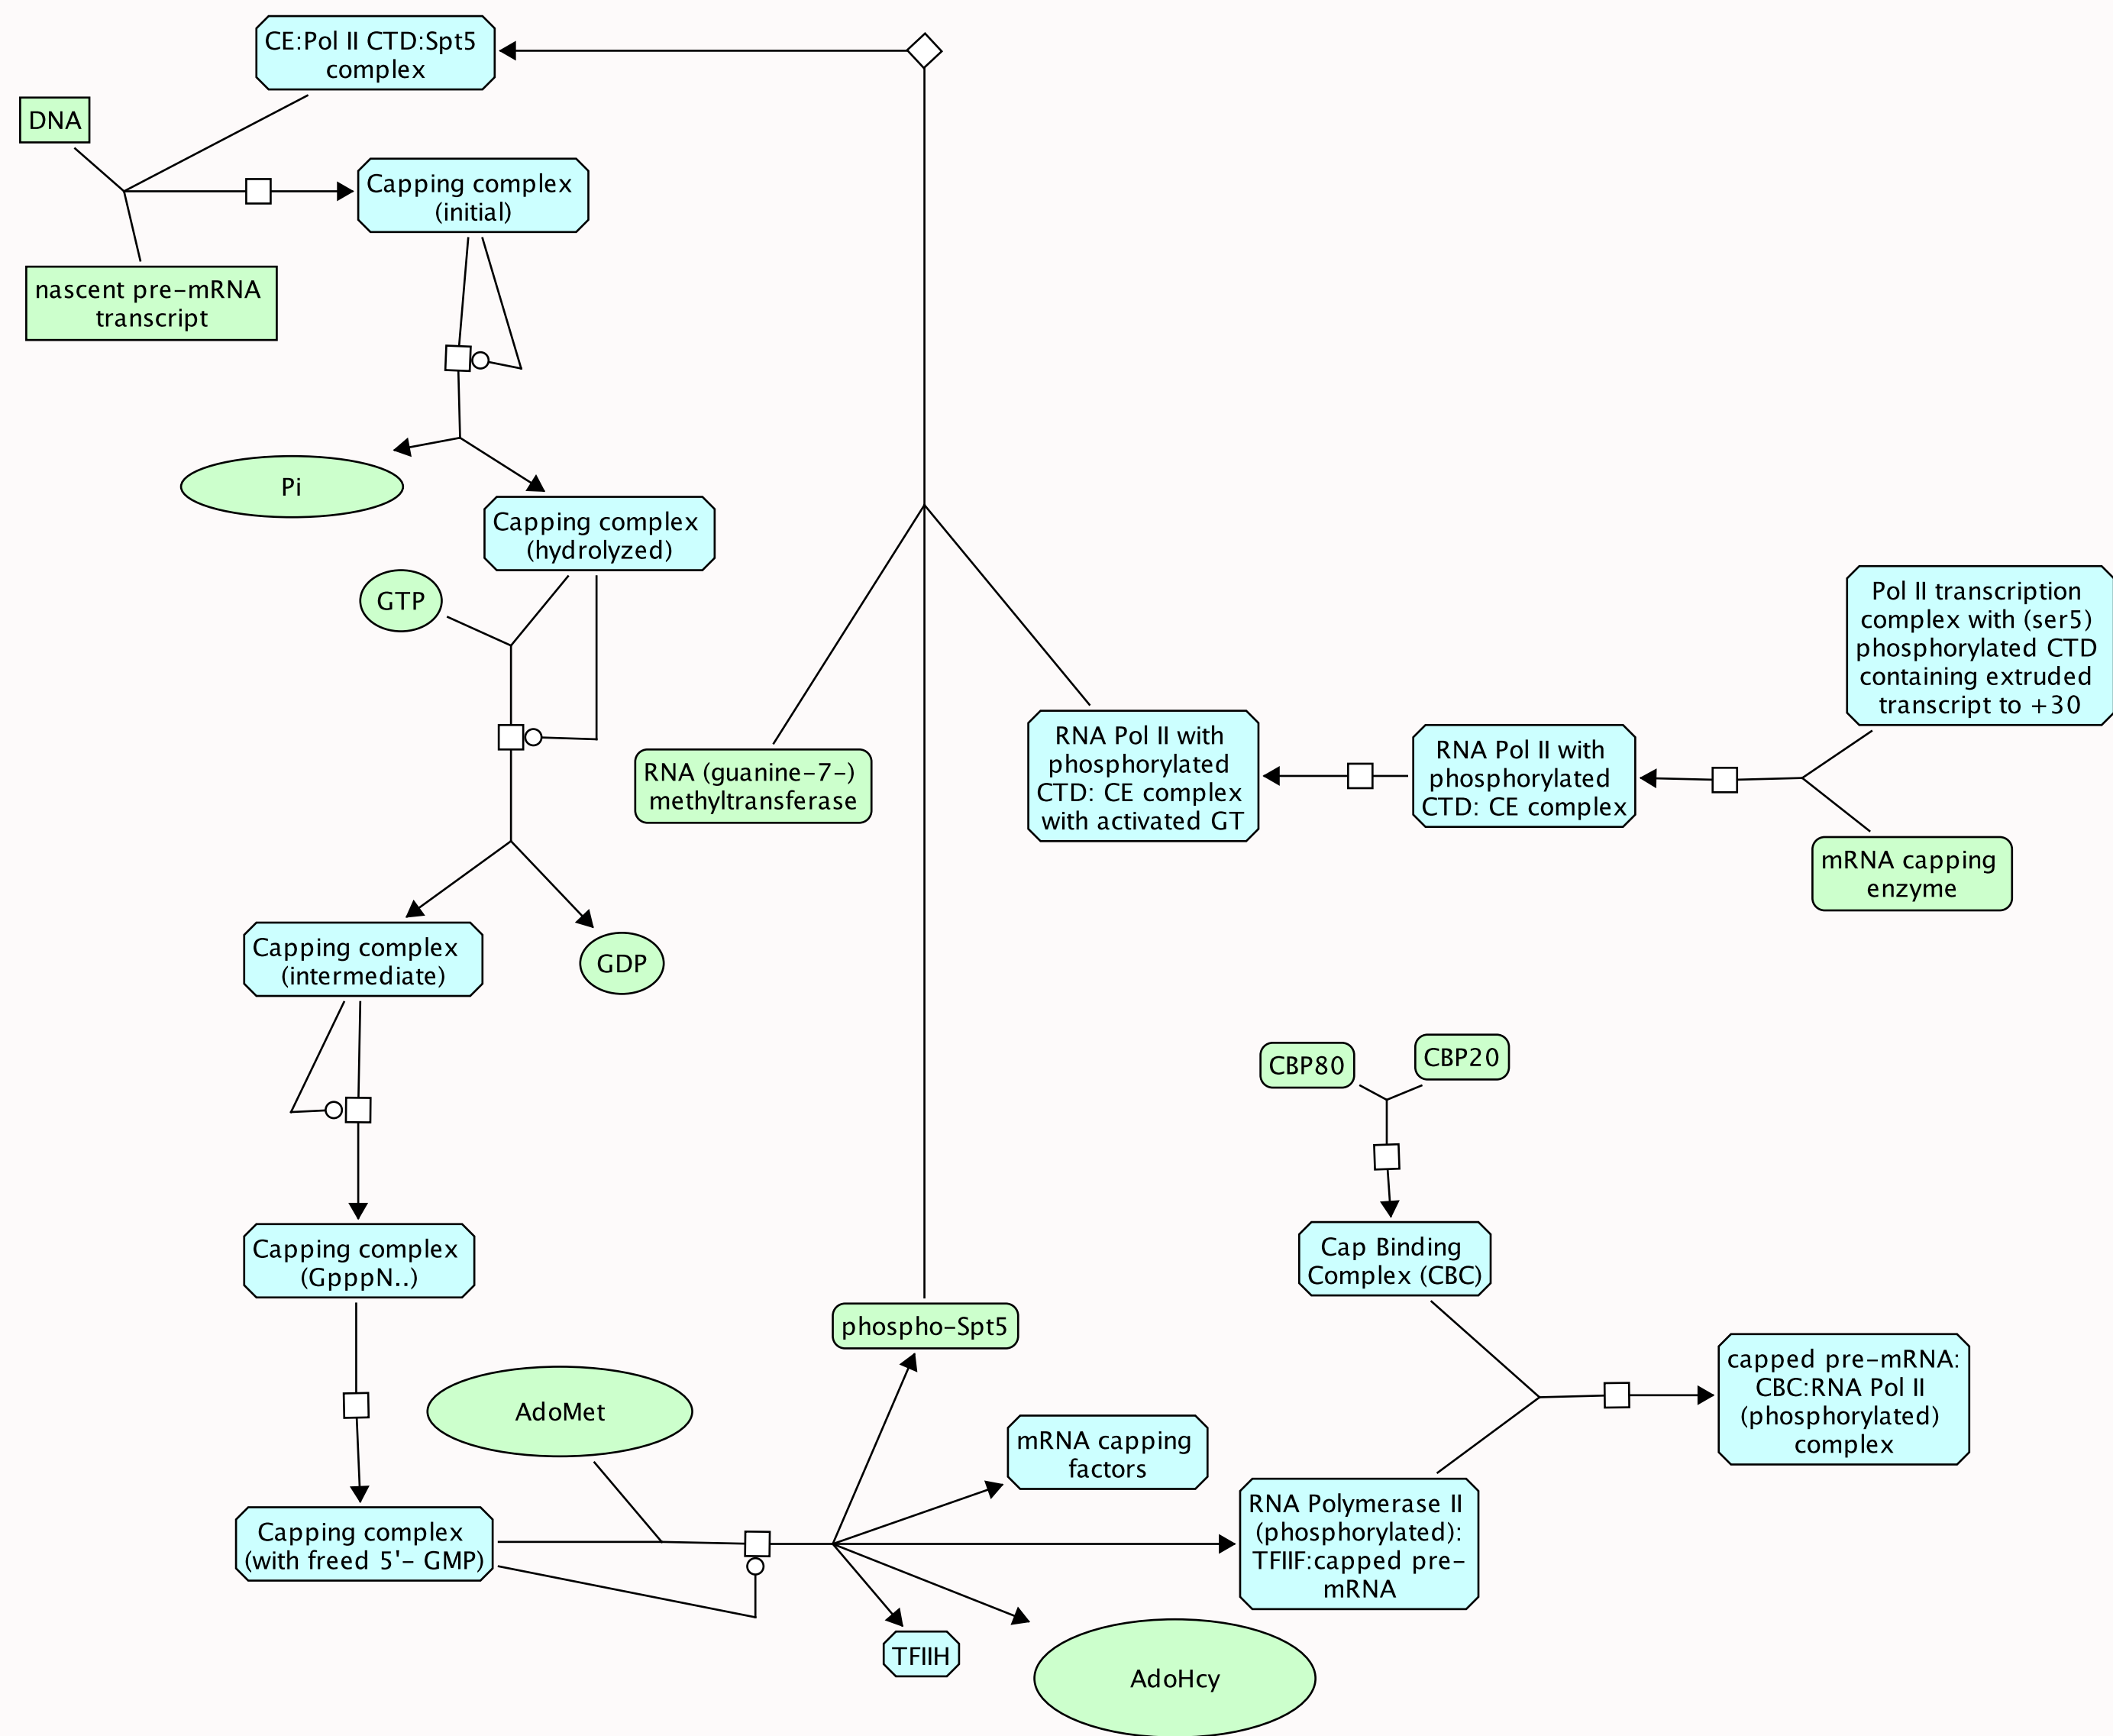 CE:Pol II CTD:Spt5
complex
DNA
Capping complex
(initial)
nascent pre-mRNA
transcript
Pi
Capping complex
(hydrolyzed)
GTP
RNA (guanine-7-)
methyltransferase
RNA Pol II with
phosphorylated
CTD: CE complex
with activated GT
RNA Pol II with
phosphorylated
CTD: CE complex
Pol II transcription
complex with (ser5)
phosphorylated CTD
containing extruded
transcript to +30
mRNA capping
enzyme
Capping complex
(intermediate)
GDP
CBP80
CBP20
Capping complex
(GpppN..)
Cap Binding
Complex (CBC)
phospho-Spt5
capped pre-mRNA:
CBC:RNA Pol II
(phosphorylated)
complex
AdoMet
mRNA capping
factors
Capping complex
(with freed 5'- GMP)
RNA Polymerase II
(phosphorylated):
TFIIF:capped pre-
mRNA
TFIIH
AdoHcy